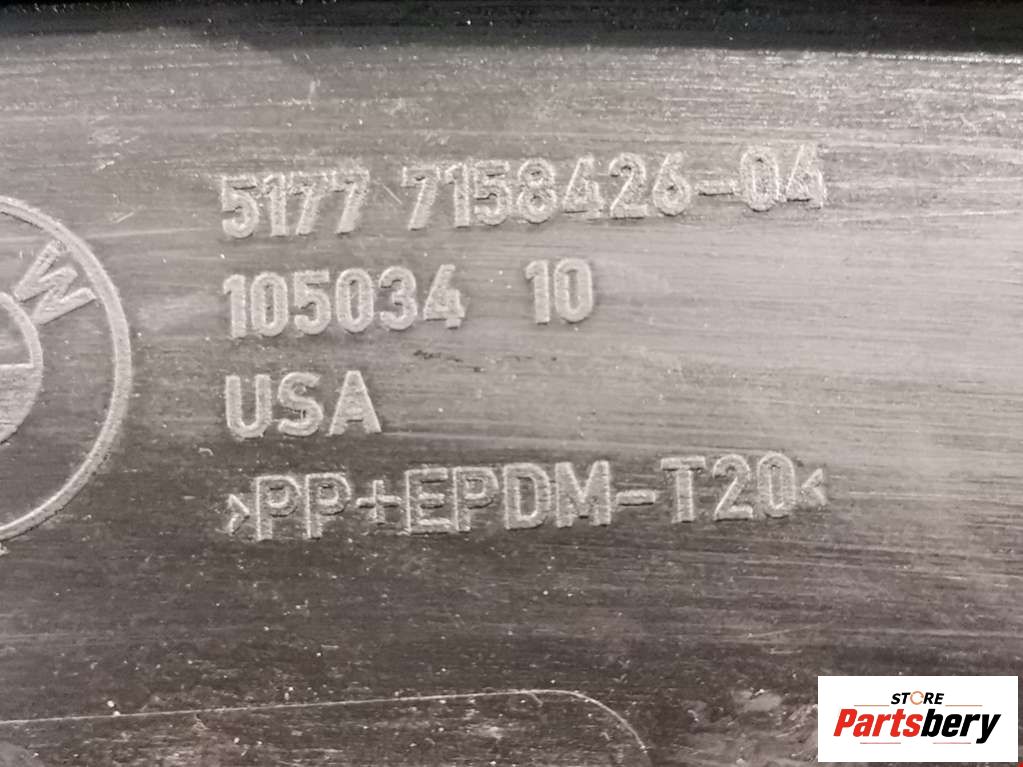 5177 7158426-04
W
105034 10
USA
>PP+EPDM-T20<
STORE
Partsbery